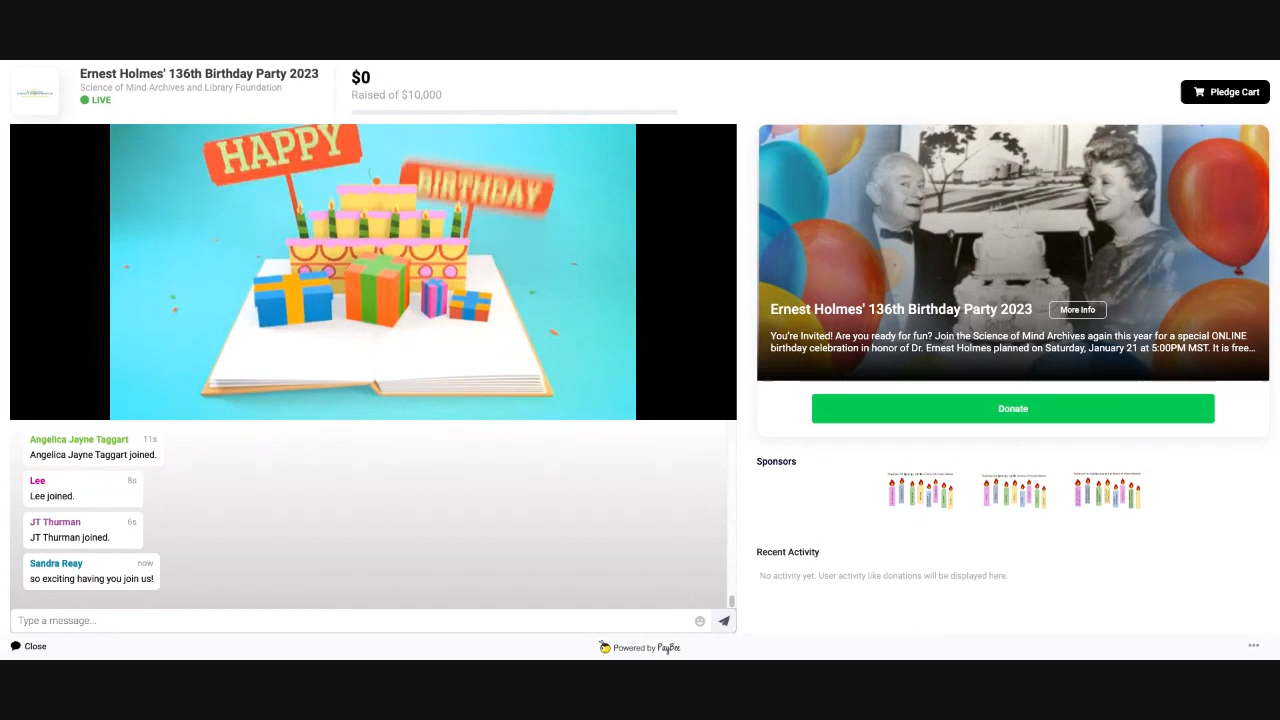 Ernest Holmes' 136th Birthday Party 2023
Science of Mind Archives and Library Foundation
LIVE
$0
Raised of $10,000
Pledge Cart
HAPPY
BIRTHDAY
Ernest Holmes' 136th Birthday Party 2023
More Info
You're Invited! Are you ready for fun? Join the Science of Mind Archives again this year for a special ONLINE
birthday celebration in honor of Dr. Ernest Holmes planned on Saturday, January 21 at 5:00PM MST. It is free...
Donate
Angelica Jayne Taggart 11s
Angelica Jayne Taggart joined.
Lee 8s
Lee joined.
JT Thurman 6s
JT Thurman joined.
Sandra Reay now
so exciting having you join us!
Type a message...
Sponsors
Recent Activity
No activity yet. User activity like donations will be displayed here.
Close
Powered by PayBee